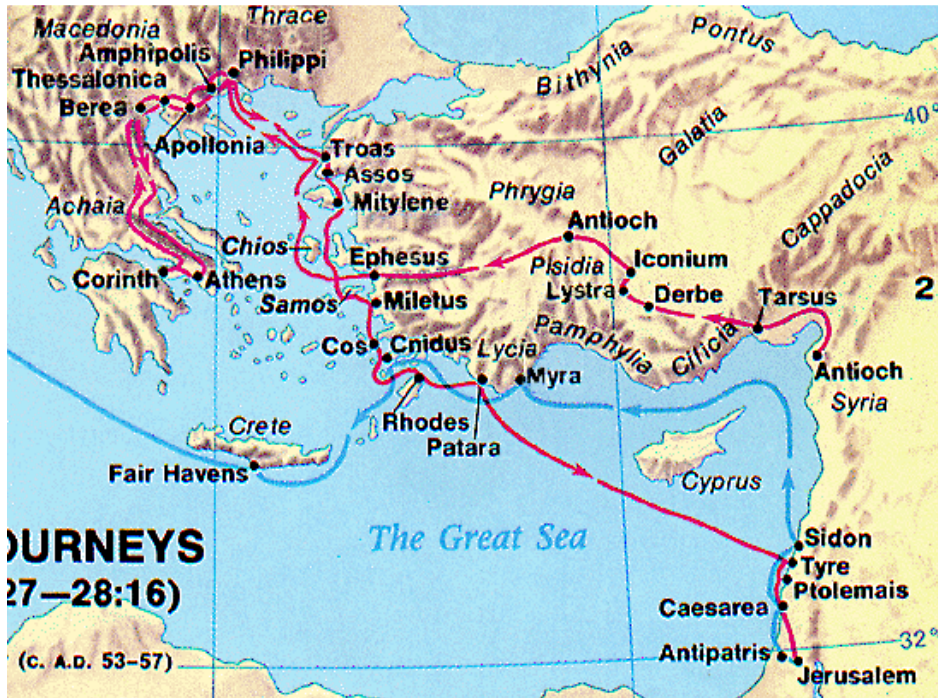 Macedonia
Thrace
Amphipolis
Philippi
Thessalonica
Berea
Apollonia
Pontus
Bithynia
Galatia
40°
Troas
Assos
Mitylene
Phrygia
Cappadocia
Achaia
Chios
Antioch
Ephesus
Pisidia
Iconium
Corinth
Athens
Samos
Miletus
Lystra
Derbe
Tarsus
2
Pamphylia
Cilicia
Cos
Cnidus
Lycia
Myra
Antioch
Syria
Rhodes
Patara
Crete
Fair Havens
Cyprus
The Great Sea
OURNEYS
27—28:16)
Sidon
Tyre
Ptolemais
Caesarea
32°
(C. A.D. 53–57)
Antipatris
Jerusalem